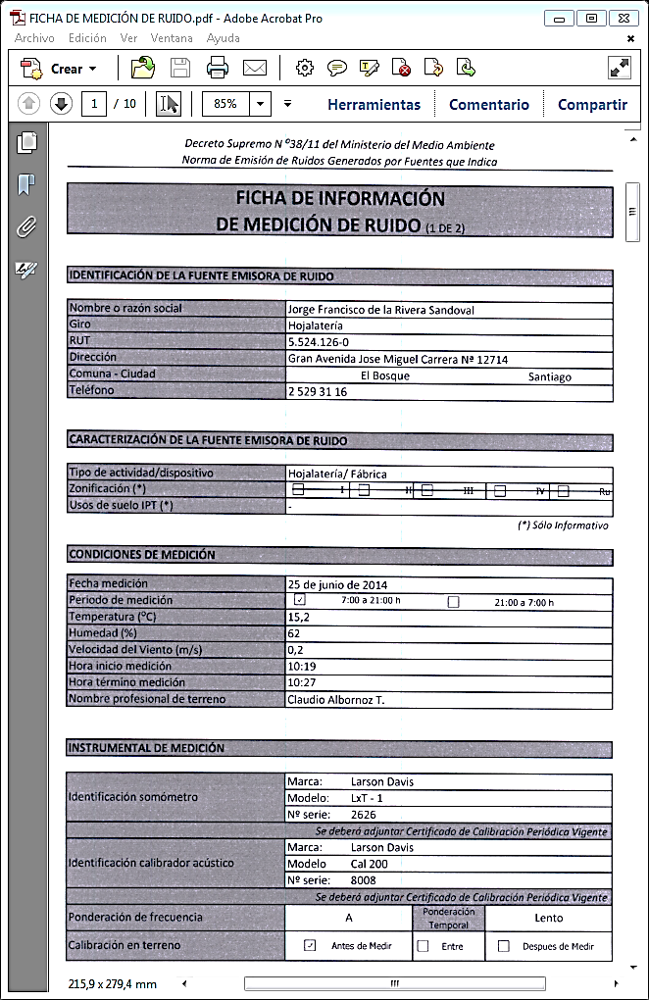 FICHA DE MEDICIÓN DE RUIDO.pdf - Adobe Acrobat Pro
Archivo Edición Ver Ventana Ayuda
Crear
1 / 10 85% Herramientas Comentario Compartir
Decreto Supremo N º38/11 del Ministerio del Medio Ambiente
Norma de Emisión de Ruidos Generados por Fuentes que Indica
FICHA DE INFORMACIÓN
DE MEDICIÓN DE RUIDO (1 DE 2)
IDENTIFICACIÓN DE LA FUENTE EMISORA DE RUIDO
Nombre o razón social Jorge Francisco de la Rivera Sandoval
Giro Hojalatería
RUT 5.524.126-0
Dirección Gran Avenida Jose Miguel Carrera Nª 12714
Comuna - Ciudad El Bosque Santiago
Teléfono 2 529 31 16
CARACTERIZACIÓN DE LA FUENTE EMISORA DE RUIDO
Tipo de actividad/dispositivo Hojalatería/ Fábrica
Zonificación (*) I II III IV Ru
Usos de suelo IPT (*) -
(*) Sólo Informativo
CONDICIONES DE MEDICIÓN
Fecha medición 25 de junio de 2014
Periodo de medición ✓ 7:00 a 21:00 h 21:00 a 7:00 h
Temperatura (ºC) 15,2
Humedad (%) 62
Velocidad del Viento (m/s) 0,2
Hora inicio medición 10:19
Hora término medición 10:27
Nombre profesional de terreno Claudio Albornoz T.
INSTRUMENTAL DE MEDICIÓN
Identificación somómetro
Marca: Larson Davis
Modelo: LxT - 1
Nº serie: 2626
Se deberá adjuntar Certificado de Calibración Periódica Vigente
Identificación calibrador acústico
Marca: Larson Davis
Modelo Cal 200
Nº serie: 8008
Se deberá adjuntar Certificado de Calibración Periódica Vigente
Ponderación de frecuencia A Ponderación Temporal Lento
Calibración en terreno ✓ Antes de Medir Entre Despues de Medir
215,9 x 279,4 mm